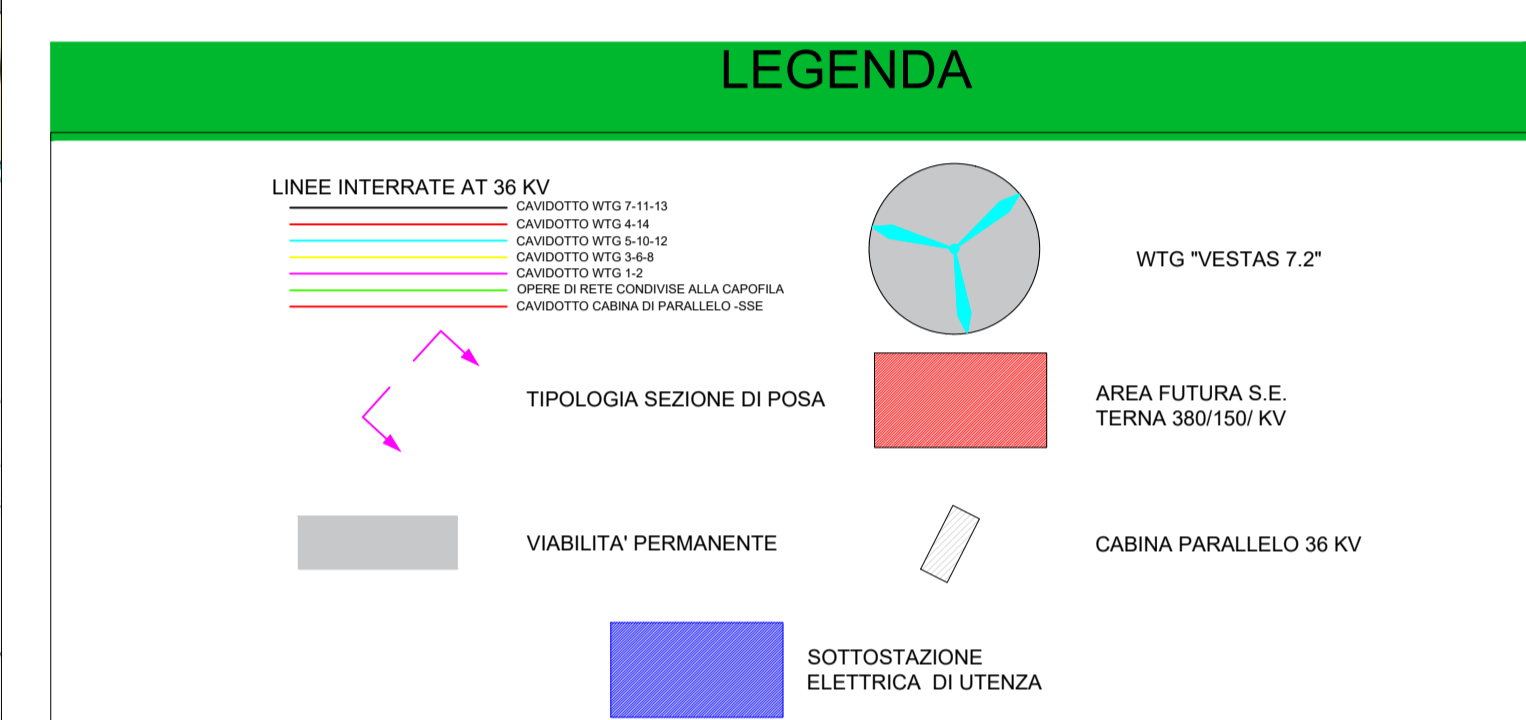 LEGENDA
LINEE INTERRATE AT 36 KV
CAVIDOTTO WTG 7-11-13
CAVIDOTTO WTG 4-14
CAVIDOTTO WTG 5-10-12
CAVIDOTTO WTG 3-6-8
CAVIDOTTO WTG 1-2
OPERE DI RETE CONDIVISE ALLA CAPOFILA
CAVIDOTTO CABINA DI PARALLELO -SSE
WTG "VESTAS 7.2"
TIPOLOGIA SEZIONE DI POSA
AREA FUTURA S.E.
TERNA 380/150/ KV
VIABILITA' PERMANENTE
CABINA PARALLELO 36 KV
SOTTOSTAZIONE
ELETTRICA DI UTENZA